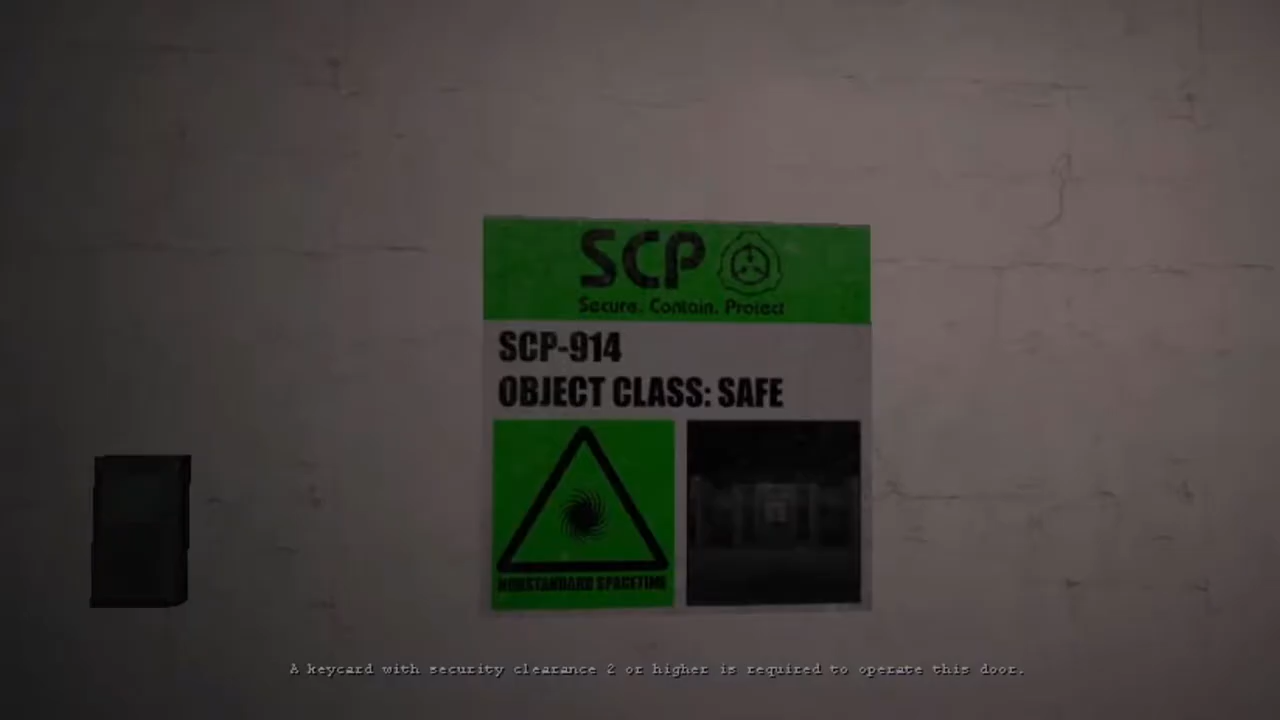 SCP
Secure. Contain. Protect
SCP-914
OBJECT CLASS: SAFE
NONSTANDARD SPACETIME
A keycard with security clearance 2 or higher is required to operate this door.